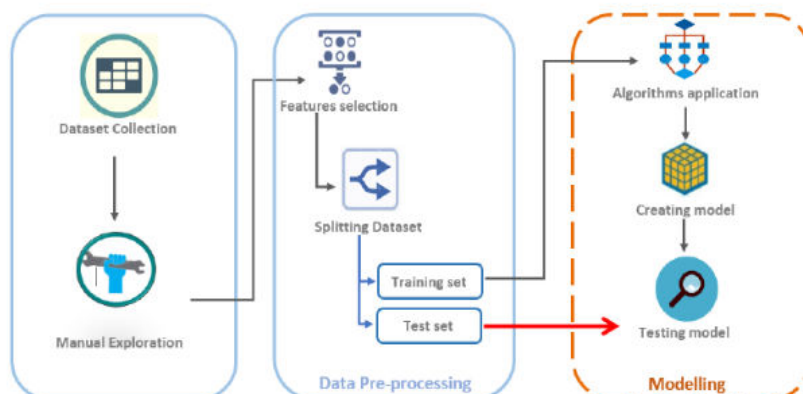 Dataset Collection
Manual Exploration
Features selection
Splitting Dataset
Training set
Test set
Data Pre-processing
Algorithms application
Creating model
Testing model
Modelling